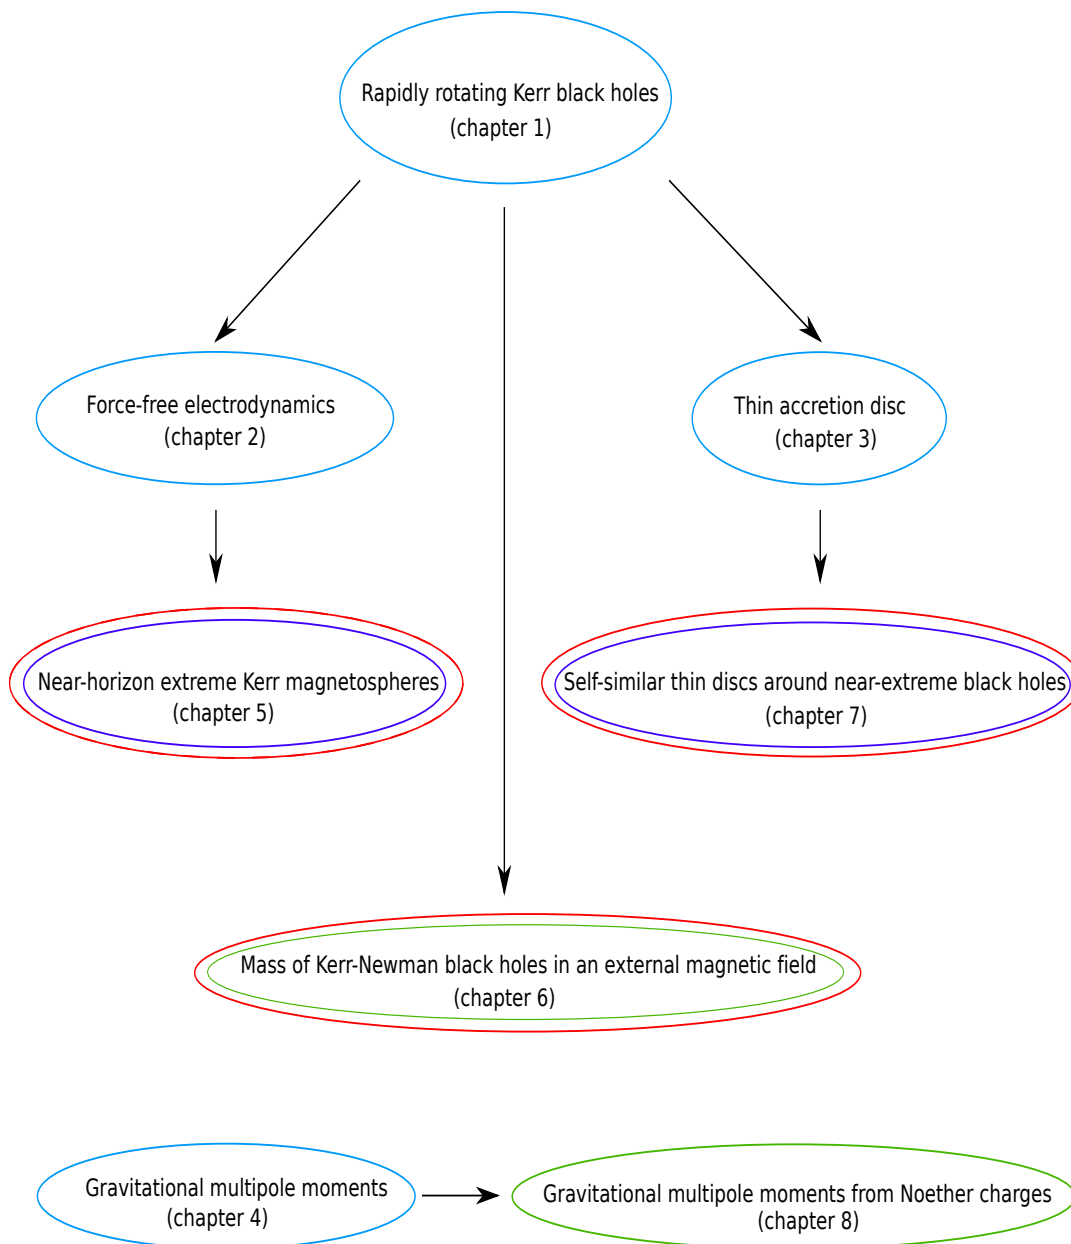 Rapidly rotating Kerr black holes
(chapter 1)
Force-free electrodynamics
(chapter 2)
Thin accretion disc
(chapter 3)
Near-horizon extreme Kerr magnetospheres
(chapter 5)
Self-similar thin discs around near-extreme black holes
(chapter 7)
Mass of Kerr-Newman black holes in an external magnetic field
(chapter 6)
Gravitational multipole moments
(chapter 4)
Gravitational multipole moments from Noether charges
(chapter 8)